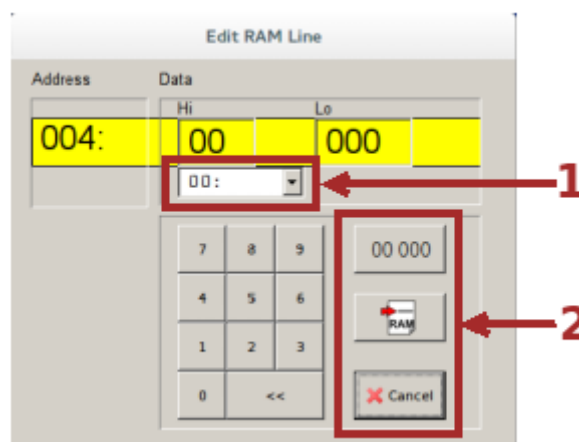 Edit RAM Line
Address Data
Hi Lo
004: 00 000
00:
1
7 8 9 00 000
4 5 6 RAM
2
1 2 3
0 << Cancel